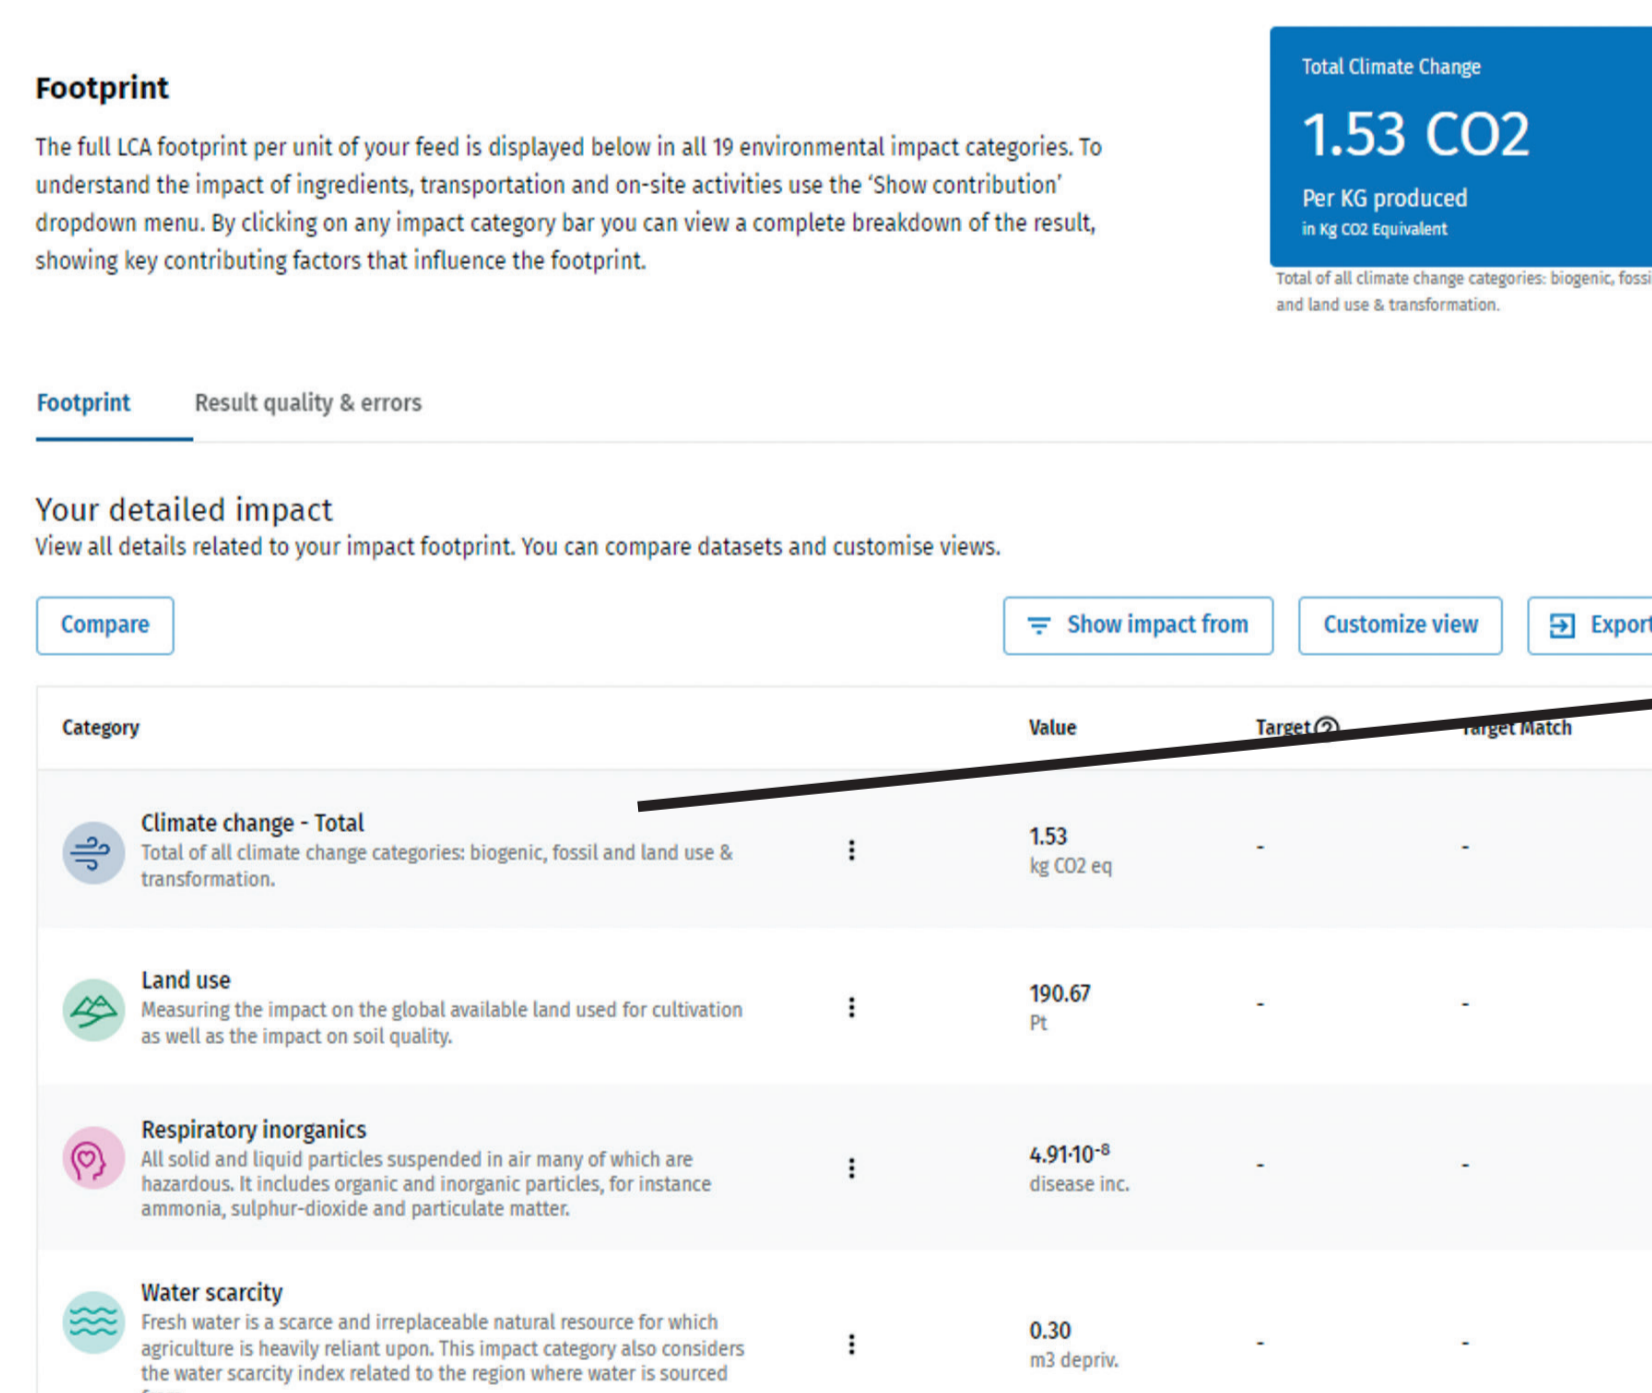 Footprint
The full LCA footprint per unit of your feed is displayed below in all 19 environmental impact categories. To
understand the impact of ingredients, transportation and on-site activities use the ‘Show contribution’
dropdown menu. By clicking on any impact category bar you can view a complete breakdown of the result,
showing key contributing factors that influence the footprint.
Total Climate Change
1.53 CO2
Per KG produced
in Kg CO2 Equivalent
Total of all climate change categories: biogenic, fossi
and land use & transformation.
Footprint Result quality & errors
Your detailed impact
View all details related to your impact footprint. You can compare datasets and customise views.
Compare Show impact from Customize view Export
Category Value Target Target Match
Climate change - Total
Total of all climate change categories: biogenic, fossil and land use &
transformation.
1.53 - -
kg CO2 eq
Land use
Measuring the impact on the global available land used for cultivation
as well as the impact on soil quality.
190.67 - -
Pt
Respiratory inorganics
All solid and liquid particles suspended in air many of which are
hazardous. It includes organic and inorganic particles, for instance
ammonia, sulphur-dioxide and particulate matter.
4.91·10⁻⁸ - -
disease inc.
Water scarcity
Fresh water is a scarce and irreplaceable natural resource for which
agriculture is heavily reliant upon. This impact category also considers
the water scarcity index related to the region where water is sourced
0.30 - -
m3 depriv.